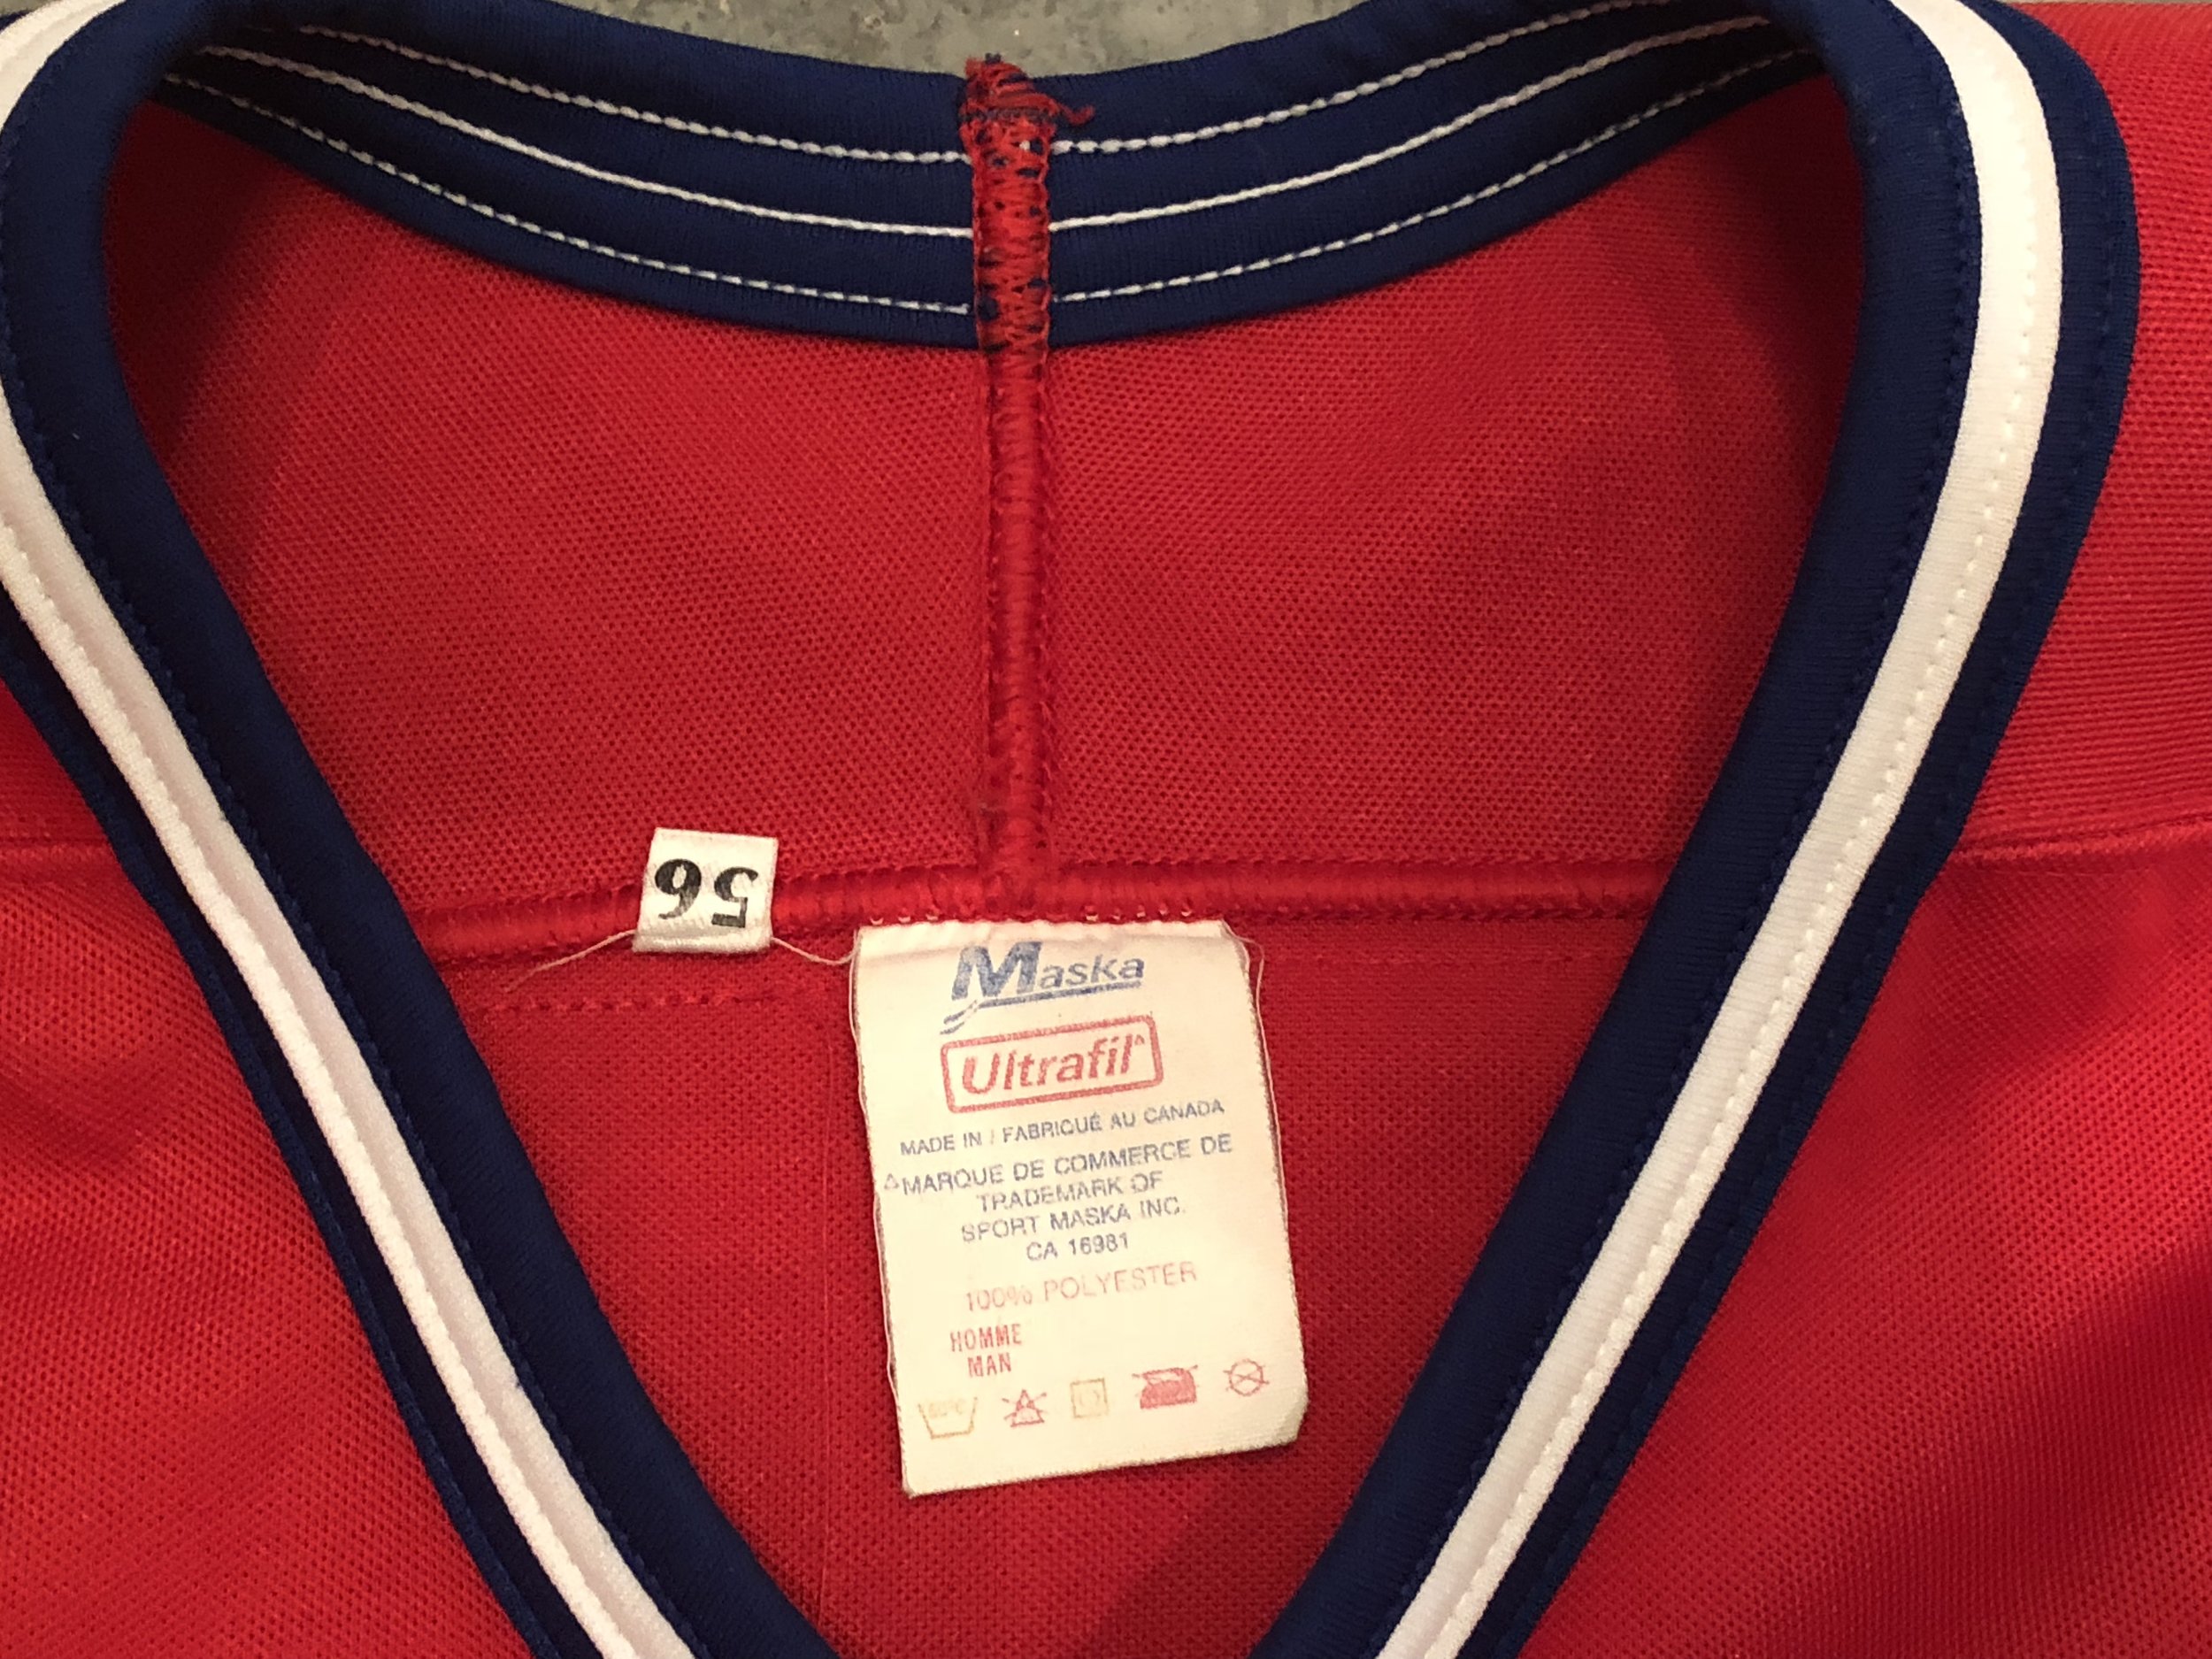 56
Maska
Ultrafil
MADE IN / FABRIQUÉ AU CANADA
△MARQUE DE COMMERCE DE
TRADEMARK OF
SPORT MASKA INC.
CA 16981
100% POLYESTER
HOMME
MAN